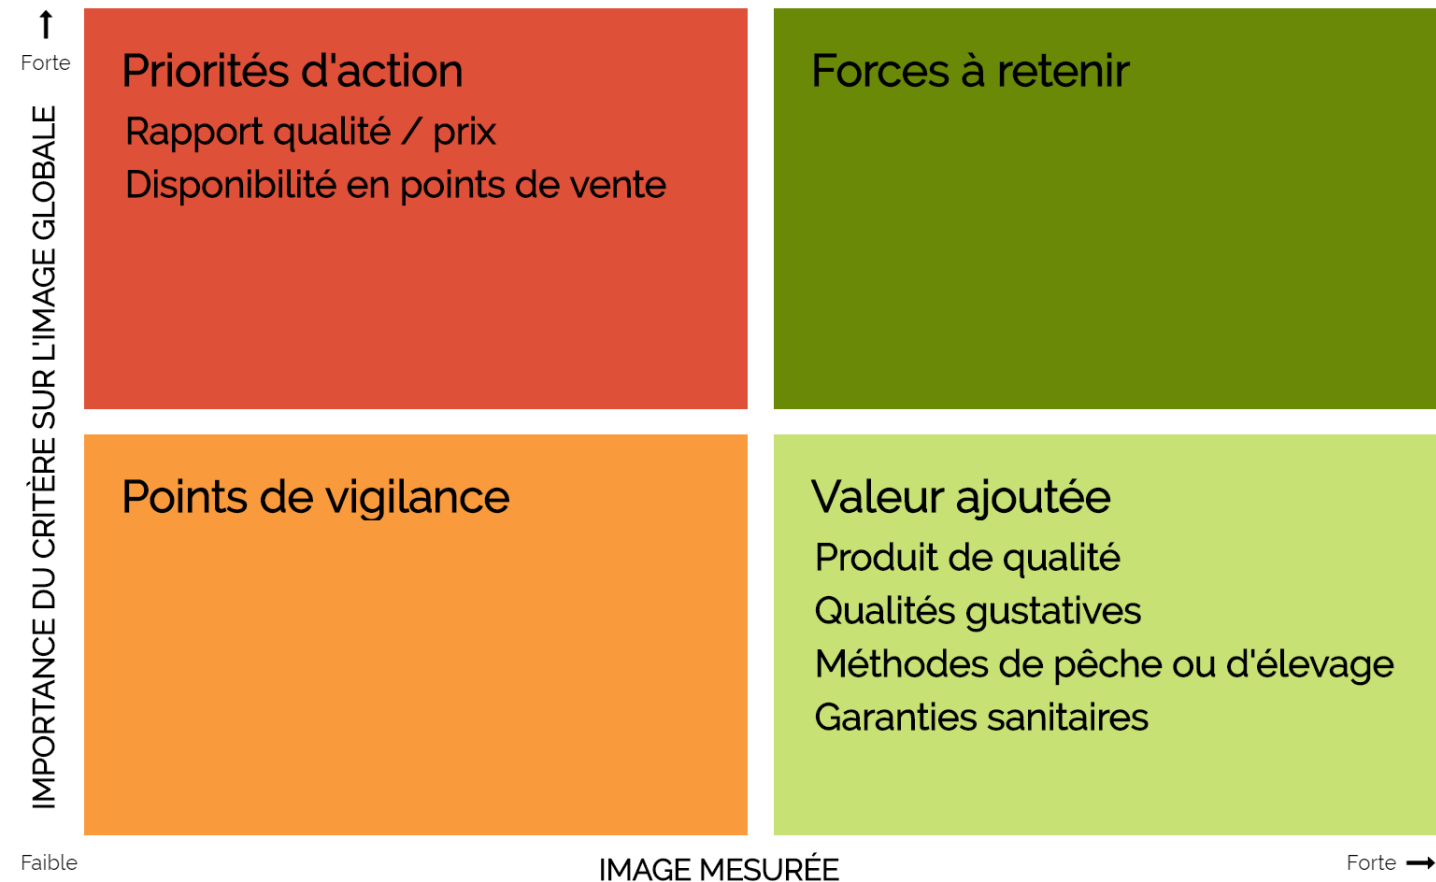 Forte
IMPORTANCE DU CRITÈRE SUR L'IMAGE GLOBALE
Faible
Priorités d'action
Rapport qualité / prix
Disponibilité en points de vente
Forces à retenir
Points de vigilance
Valeur ajoutée
Produit de qualité
Qualités gustatives
Méthodes de pêche ou d'élevage
Garanties sanitaires
IMAGE MESURÉE
Forte